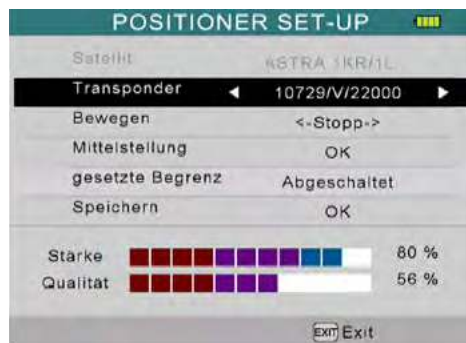 POSITIONER SET-UP
Satellit ASTRA 1KR/1L
Transponder ◀ 10729/V/22000 ▶
Bewegen <-Stopp->
Mittelstellung OK
gesetzte Begrenz Abgeschaltet
Speichern OK
Stärke 80 %
Qualität 56 %
EXIT Exit